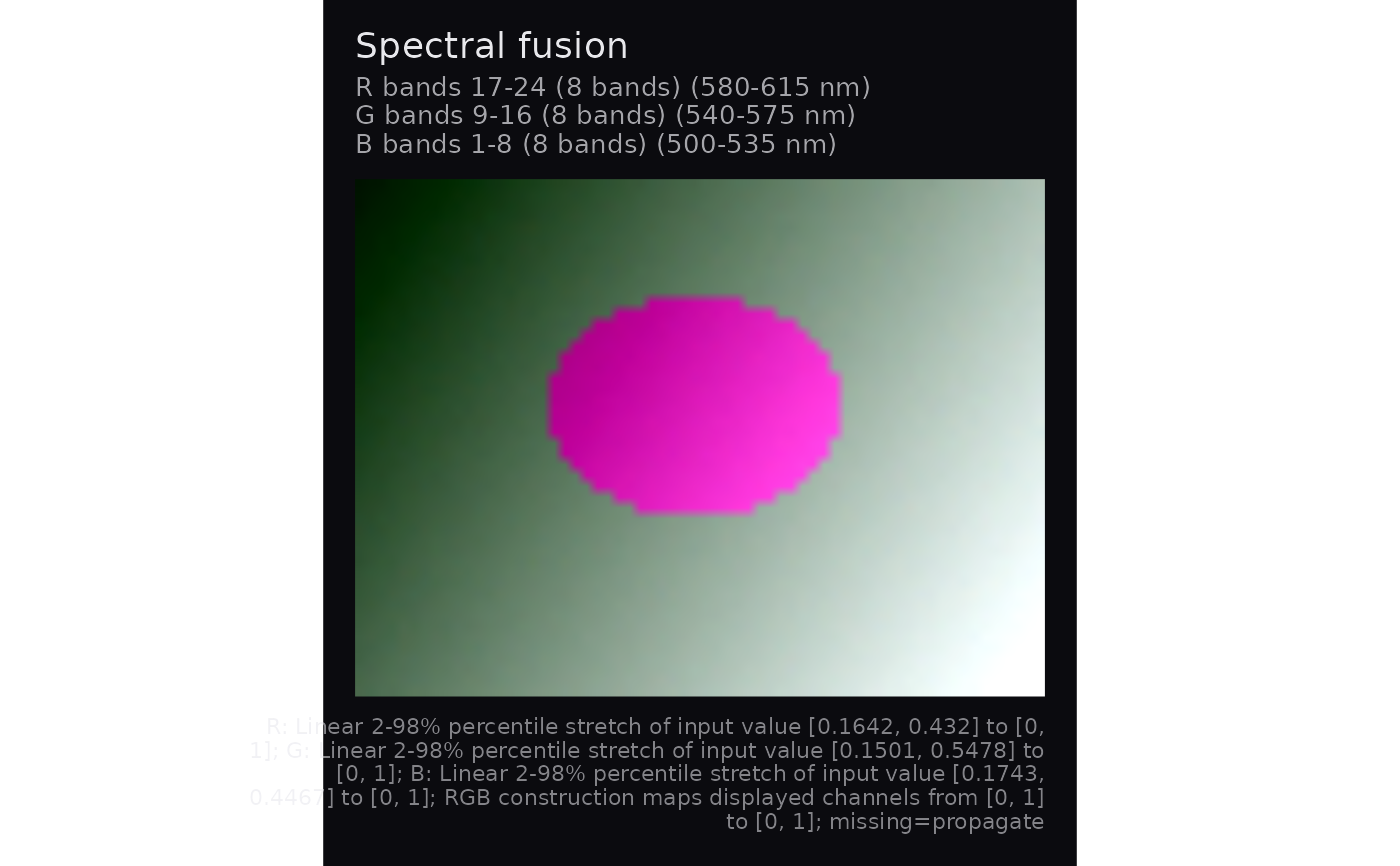 Spectral fusion
R bands 17-24 (8 bands) (580-615 nm)
G bands 9-16 (8 bands) (540-575 nm)
B bands 1-8 (8 bands) (500-535 nm)
R: Linear 2-98% percentile stretch of input value [0.1642, 0.432] to [0,
1]; G: Linear 2-98% percentile stretch of input value [0.1501, 0.5478] to
[0, 1]; B: Linear 2-98% percentile stretch of input value [0.1743,
0.4467] to [0, 1]; RGB construction maps displayed channels from [0, 1]
to [0, 1]; missing=propagate